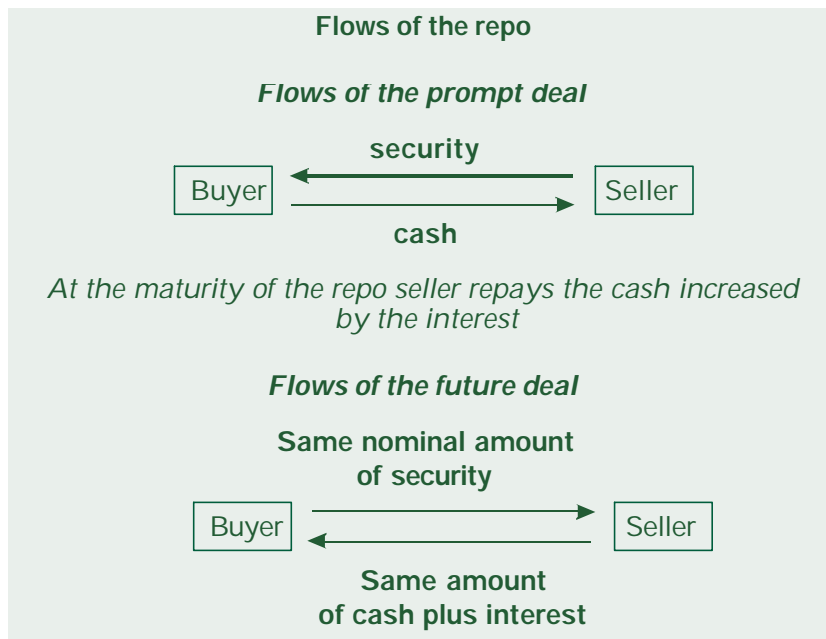 Flows of the repo
Flows of the prompt deal
security
Buyer
Seller
cash
At the maturity of the repo seller repays the cash increased
by the interest
Flows of the future deal
Same nominal amount
of security
Buyer
Seller
Same amount
of cash plus interest